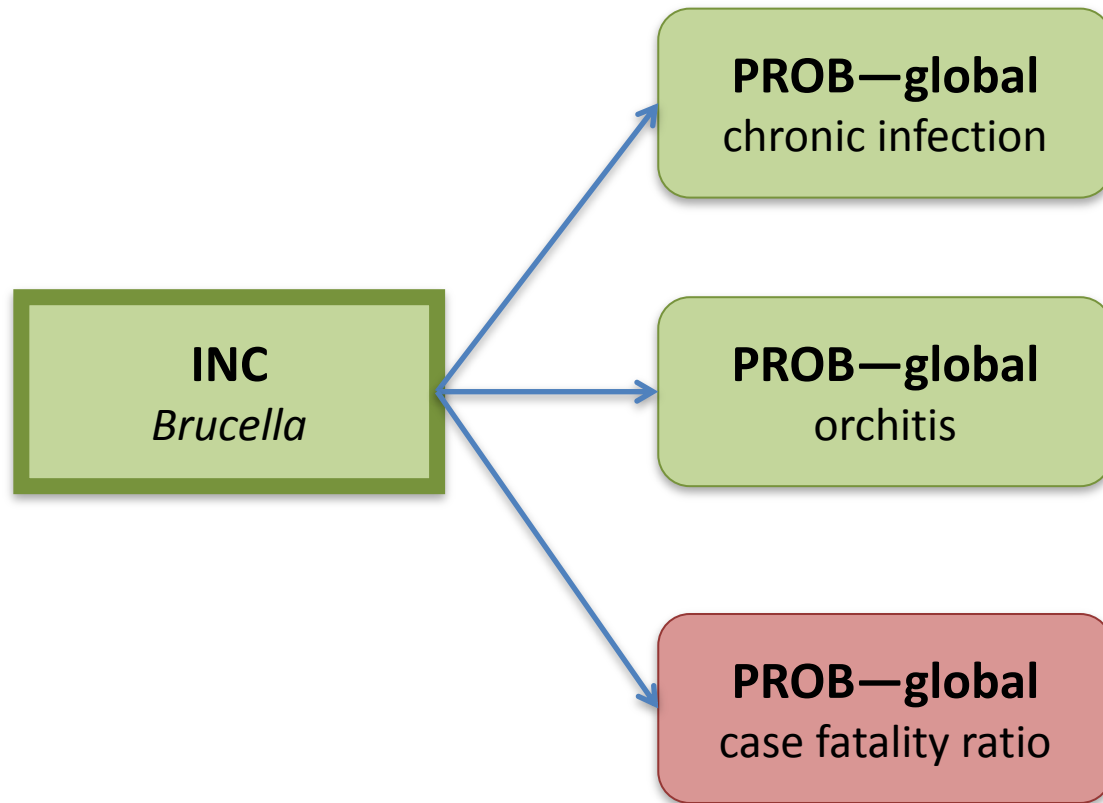 PROB—global
chronic infection
INC
Brucella
PROB—global
orchitis
PROB—global
case fatality ratio